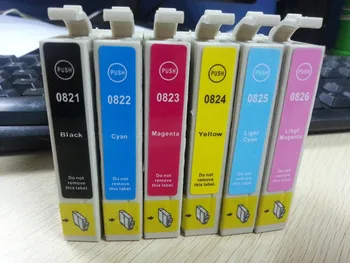 PUSH
0821
Black
Do not
remove
this label.
PUSH
0822
Cyan
Do not
remove
this label.
PUSH
0823
Magenta
Do not
remove
this label.
PUSH
0824
Yellow
Do not
remove
this label.
PUSH
0825
Light
Cyan
Do not
remove
this label.
PUSH
0826
Light
Magenta
Do not
remove
this label.